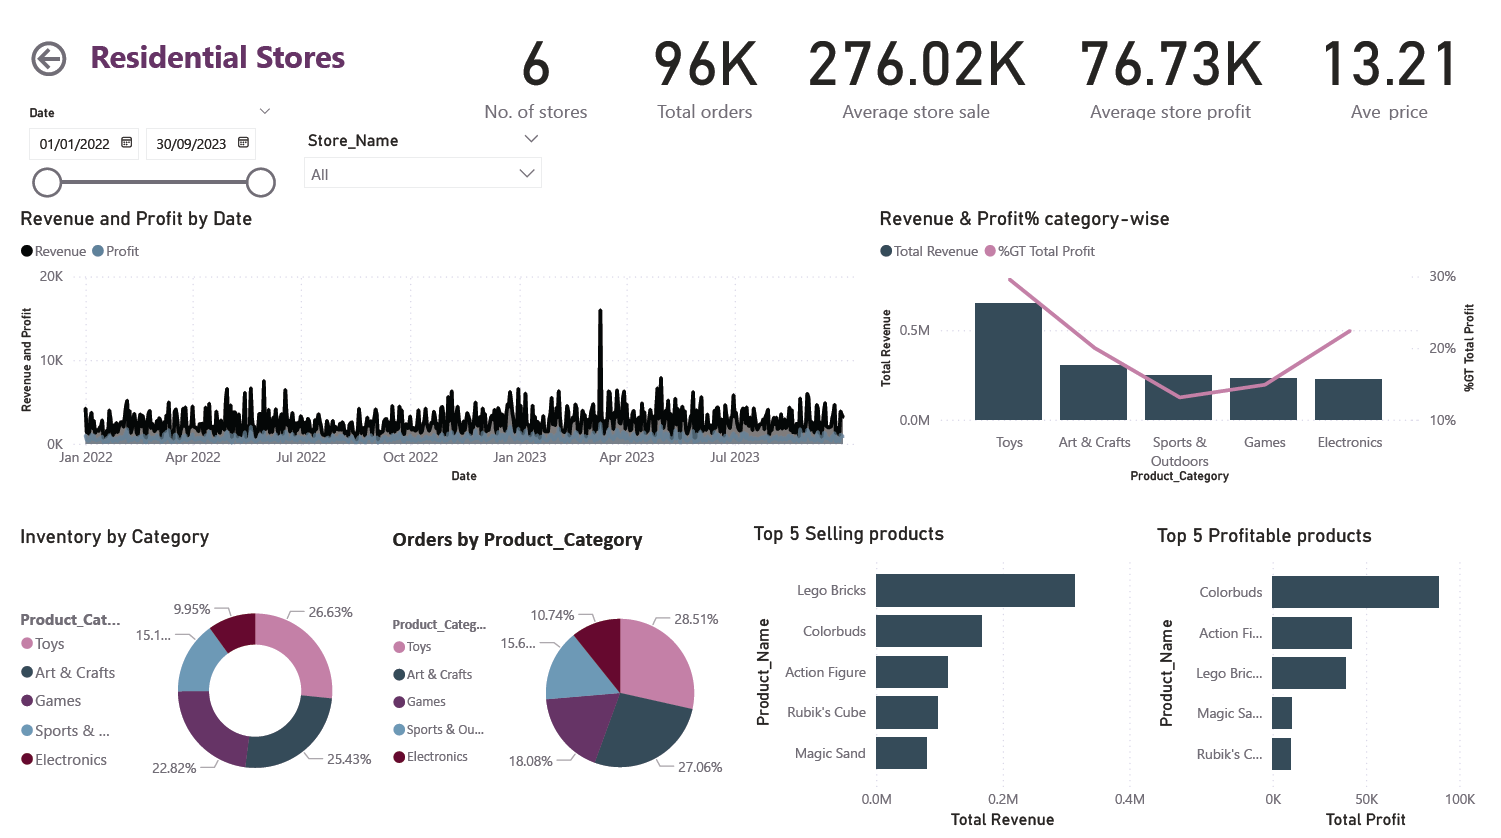 Residential Stores
6
No. of stores
96K
Total orders
276.02K
Average store sale
76.73K
Average store profit
13.21
Ave price
Date
01/01/2022
30/09/2023
Store_Name
All
Revenue and Profit by Date
Revenue Profit
Revenue and Profit
20K
10K
0K
Jan 2022 Apr 2022 Jul 2022 Oct 2022 Jan 2023 Apr 2023 Jul 2023
Date
Revenue & Profit% category-wise
Total Revenue %GT Total Profit
Total Revenue
0.5M
0.0M
30%
20%
10%
%GT Total Profit
Toys Art & Crafts Sports & Games Electronics
Outdoors
Product_Category
Inventory by Category
Product_Cat...
Toys
Art & Crafts
Games
Sports & ...
Electronics
9.95%
26.63%
15.1...
22.82%
25.43%
Orders by Product_Category
Product_Categ...
Toys
Art & Crafts
Games
Sports & Ou...
Electronics
10.74%
28.51%
15.6...
18.08%
27.06%
Top 5 Selling products
Product_Name
Lego Bricks
Colorbuds
Action Figure
Rubik's Cube
Magic Sand
0.0M 0.2M 0.4M
Total Revenue
Top 5 Profitable products
Product_Name
Colorbuds
Action Fi...
Lego Bric...
Magic Sa...
Rubik's C...
0K 50K 100K
Total Profit